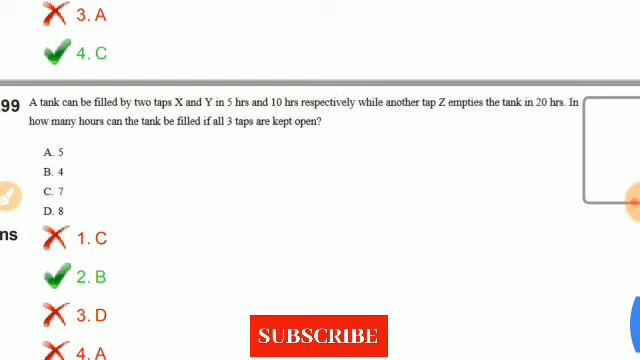 3. A
4. C
99 A tank can be filled by two taps X and Y in 5 hrs and 10 hrs respectively while another tap Z empties the tank in 20 hrs. In
how many hours can the tank be filled if all 3 taps are kept open?
A. 5
B. 4
C. 7
D. 8
ns
1. C
2. B
3. D
4. A
SUBSCRIBE